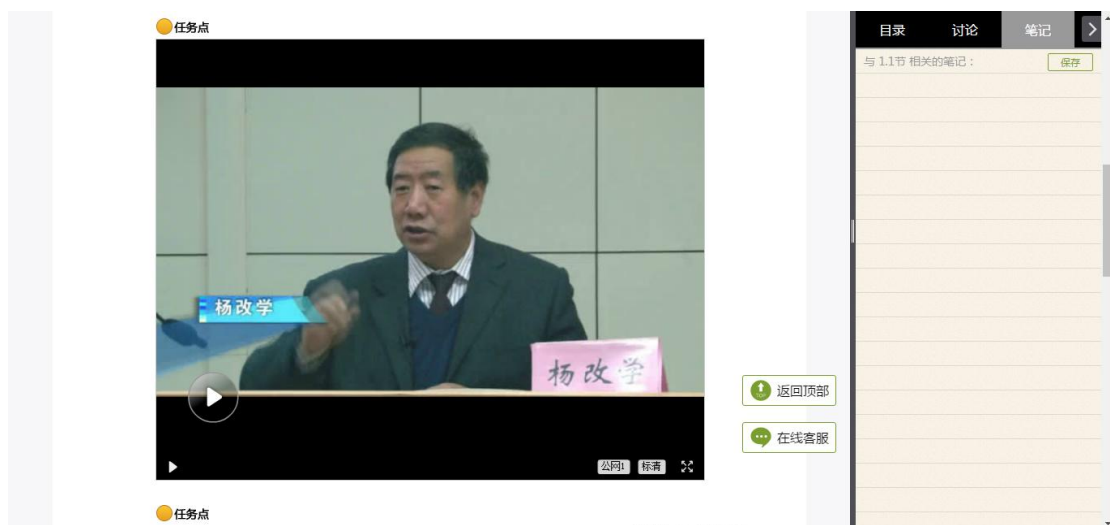 任务点
目录 讨论 笔记
与 1.1节 相关的笔记：
保存
杨改学
杨改学
TOP
返回顶部
在线客服
公网1 标清
任务点